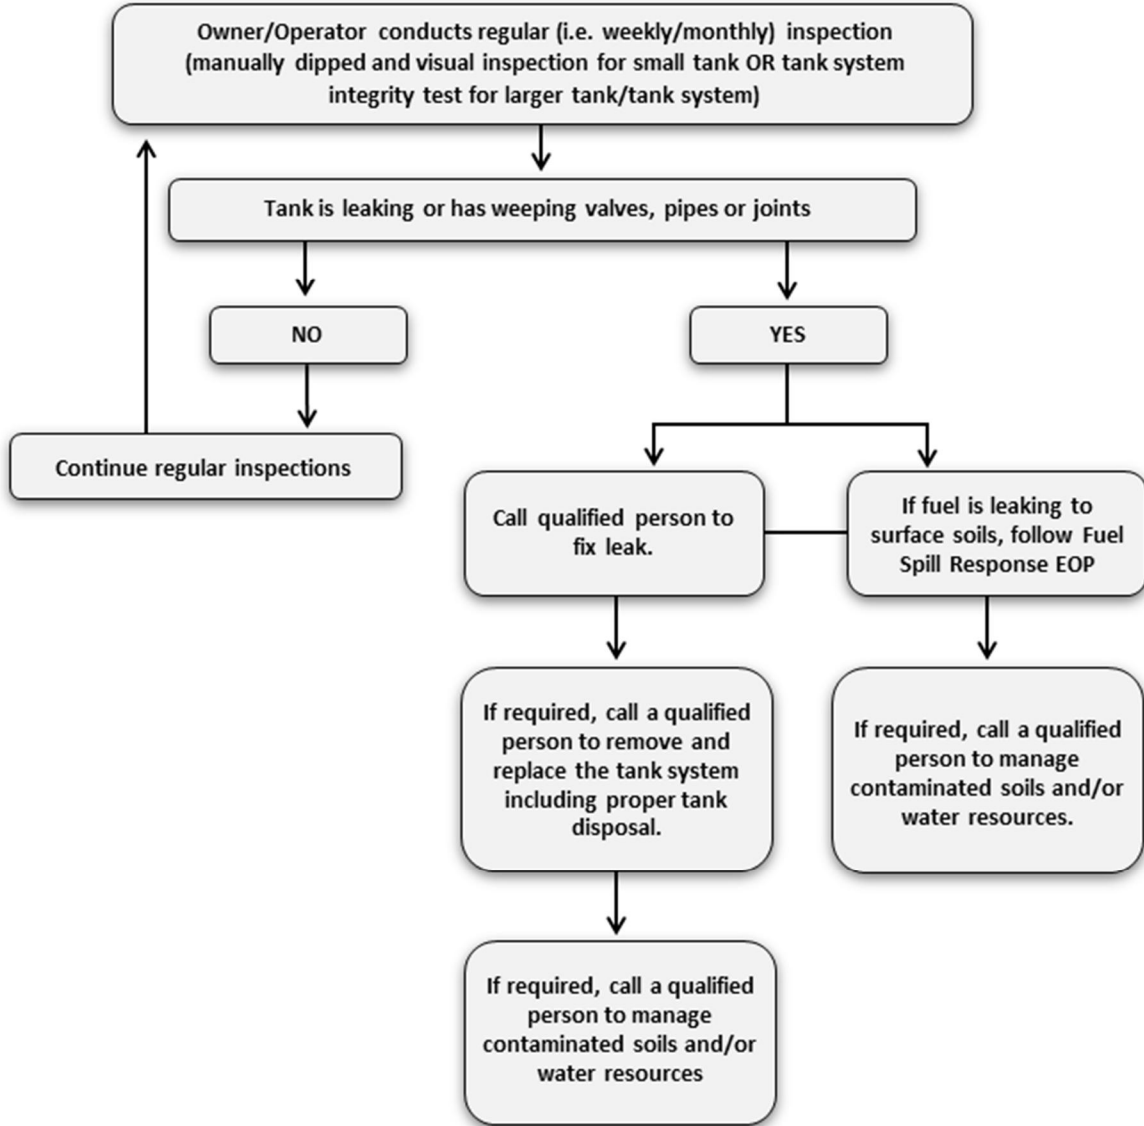 Owner/Operator conducts regular (i.e. weekly/monthly) inspection
(manually dipped and visual inspection for small tank OR tank system
integrity test for larger tank/tank system)
Tank is leaking or has weeping valves, pipes or joints
NO
YES
Continue regular inspections
Call qualified person to
fix leak.
If fuel is leaking to
surface soils, follow Fuel
Spill Response EOP
If required, call a qualified
person to remove and
replace the tank system
including proper tank
disposal.
If required, call a qualified
person to manage
contaminated soils and/or
water resources.
If required, call a qualified
person to manage
contaminated soils and/or
water resources